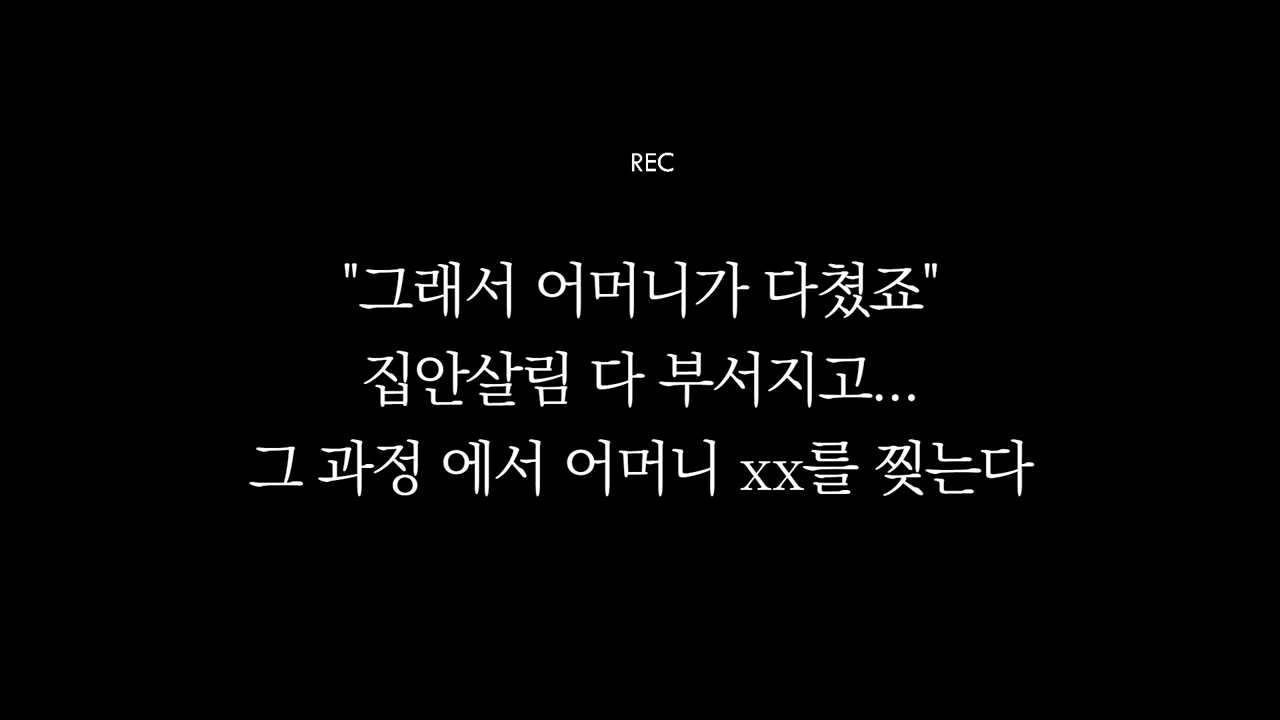 REC
"그래서 어머니가 다쳤죠"
집안살림 다 부서지고...
그 과정 에서 어머니 xx를 찢는다